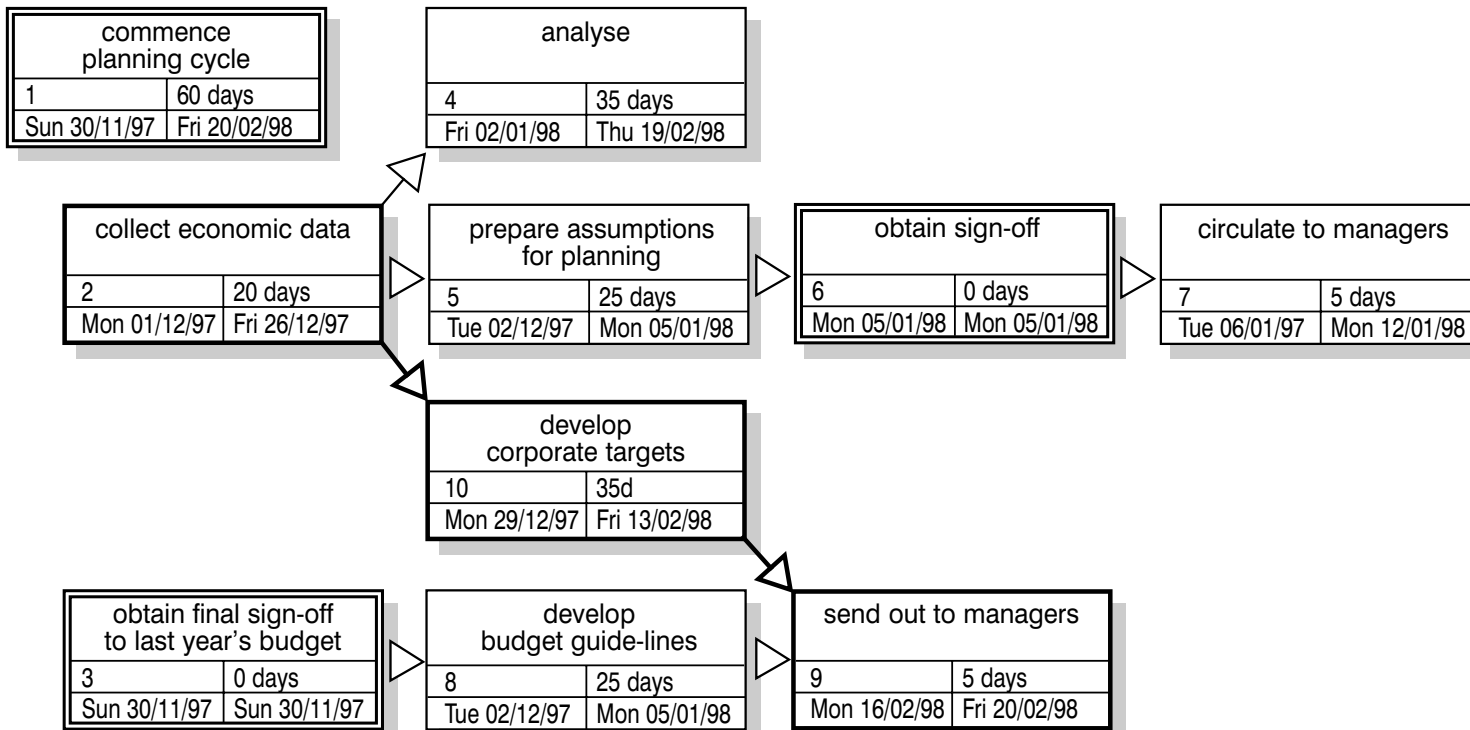 commence
planning cycle
1 60 days
Sun 30/11/97 Fri 20/02/98
analyse
4 35 days
Fri 02/01/98 Thu 19/02/98
collect economic data
2 20 days
Mon 01/12/97 Fri 26/12/97
prepare assumptions
for planning
5 25 days
Tue 02/12/97 Mon 05/01/98
obtain sign-off
6 0 days
Mon 05/01/98 Mon 05/01/98
circulate to managers
7 5 days
Tue 06/01/97 Mon 12/01/98
develop
corporate targets
10 35d
Mon 29/12/97 Fri 13/02/98
obtain final sign-off
to last year's budget
3 0 days
Sun 30/11/97 Sun 30/11/97
develop
budget guide-lines
8 25 days
Tue 02/12/97 Mon 05/01/98
send out to managers
9 5 days
Mon 16/02/98 Fri 20/02/98